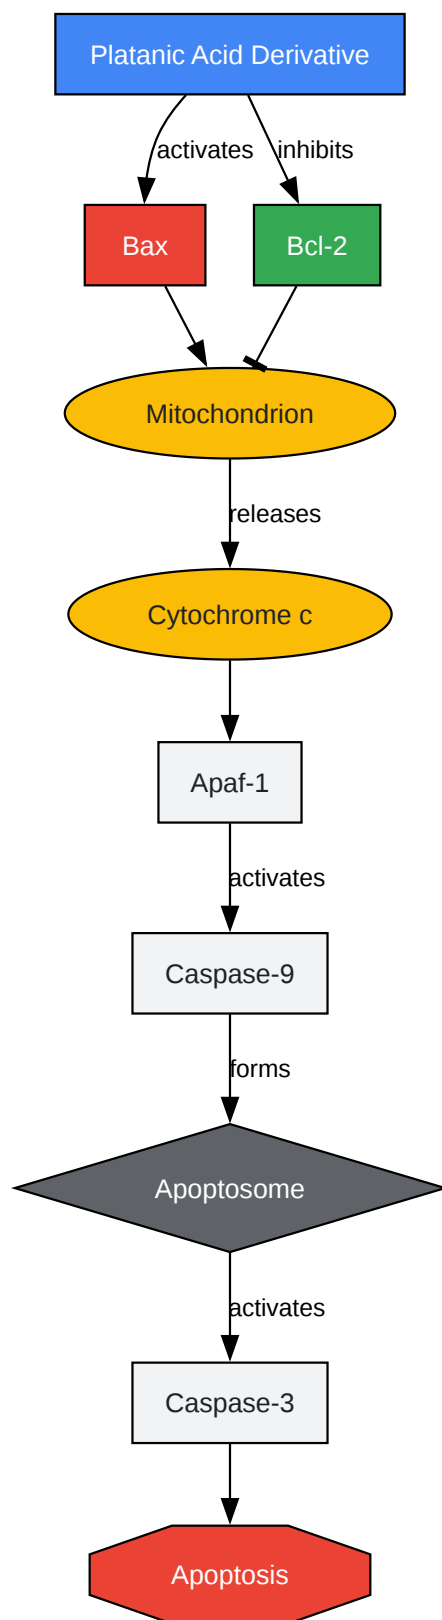 Platanic Acid Derivative
activates
inhibits
Bax
Bcl-2
Mitochondrion
releases
Cytochrome c
Apaf-1
activates
Caspase-9
forms
Apoptosome
activates
Caspase-3
Apoptosis